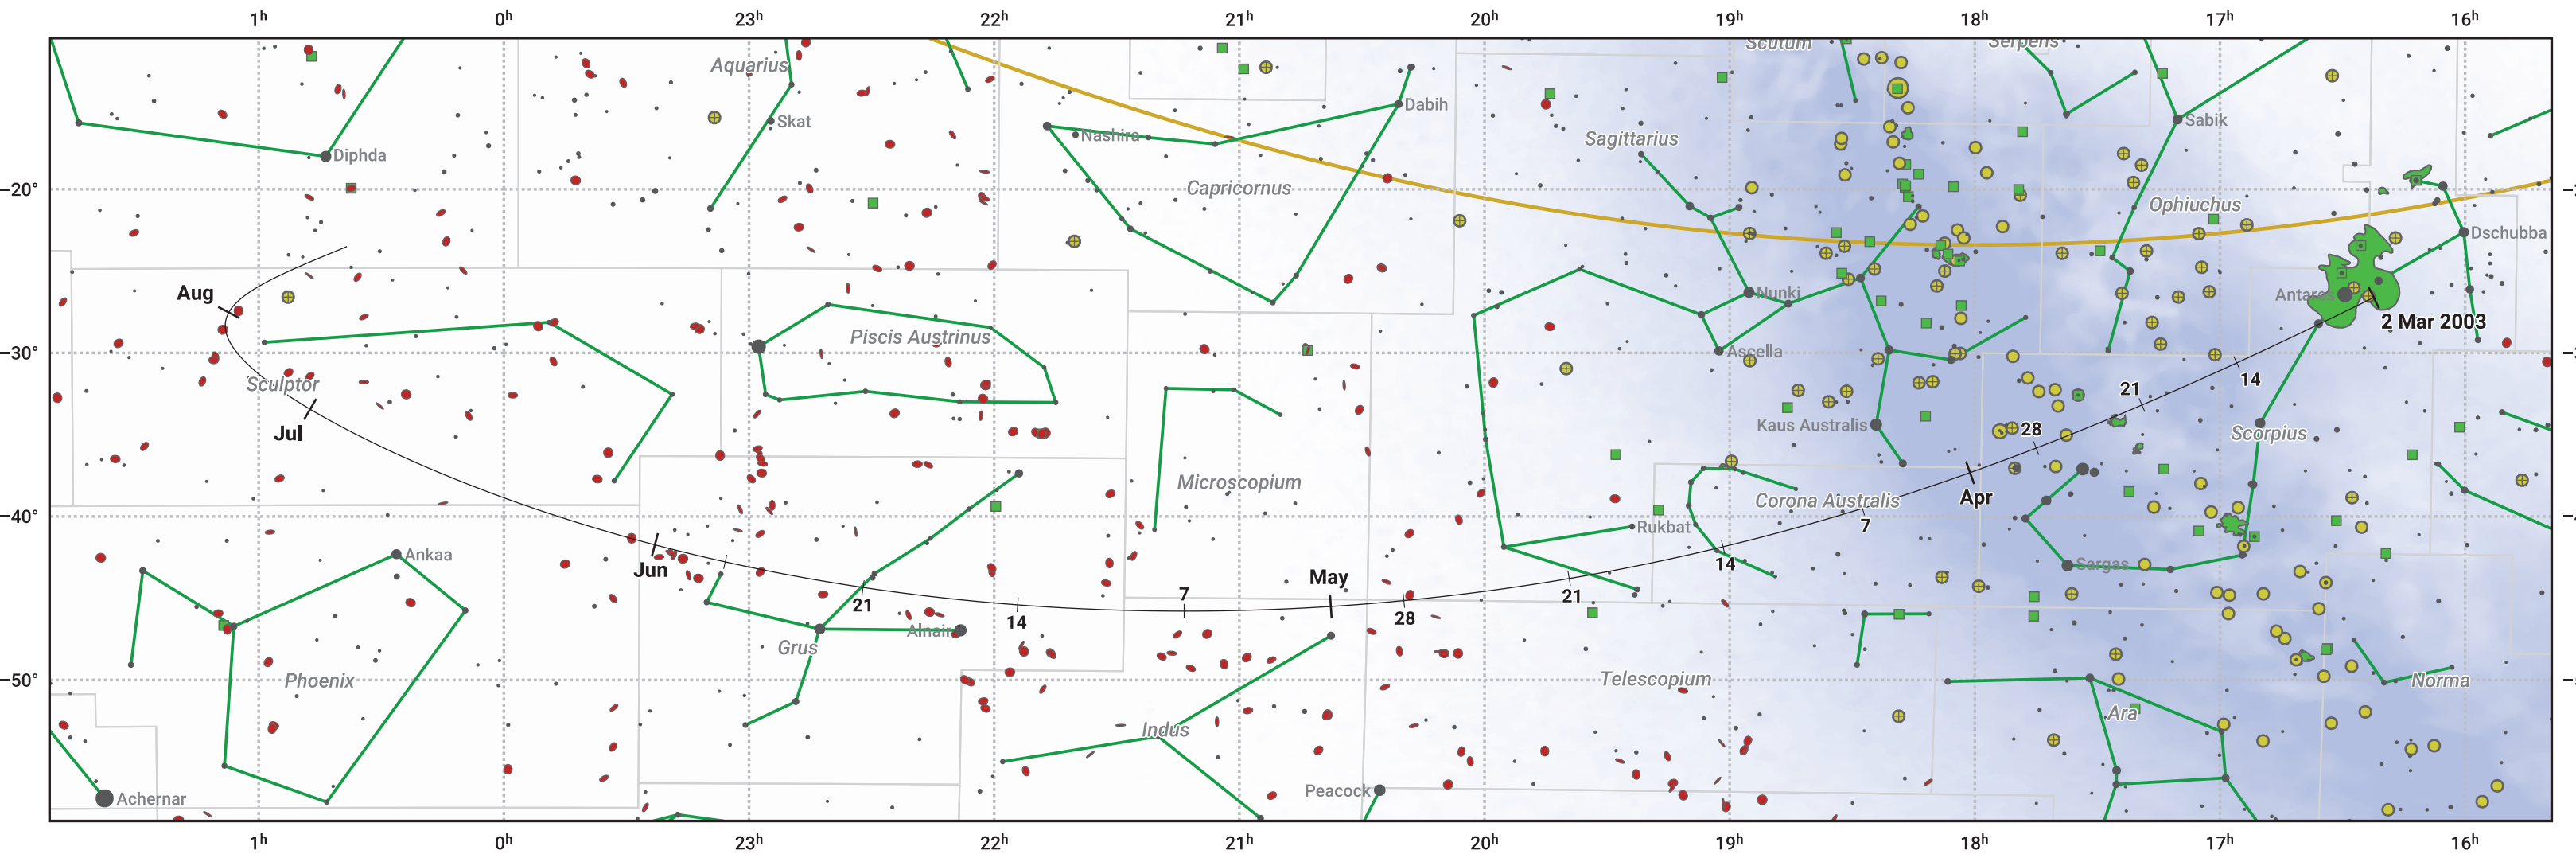 1h 0h 23h 22h 21h 20h 19h 18h 17h 16h
Scutum
Serpens
Aquarius
Dabih
Skat
Nashira
Sagittarius
Sabik
Diphda
−20°
Capricornus
Ophiuchus
Dschubba
Aug
Nunki
Antares
2 Mar 2003
Piscis Austrinus
−30°
Ascella
14
Sculptor
21
Jul
Kaus Australis
28
Scorpius
Microscopium
Corona Australis
Apr
−40°
Rukbat
7
Ankaa
Jun
14
Sargas
May
21
7
21
14
28
Alnair
Grus
Phoenix
−50°
Telescopium
Norma
Ara
Indus
Peacock
Achernar
1h 0h 23h 22h 21h 20h 19h 18h 17h 16h